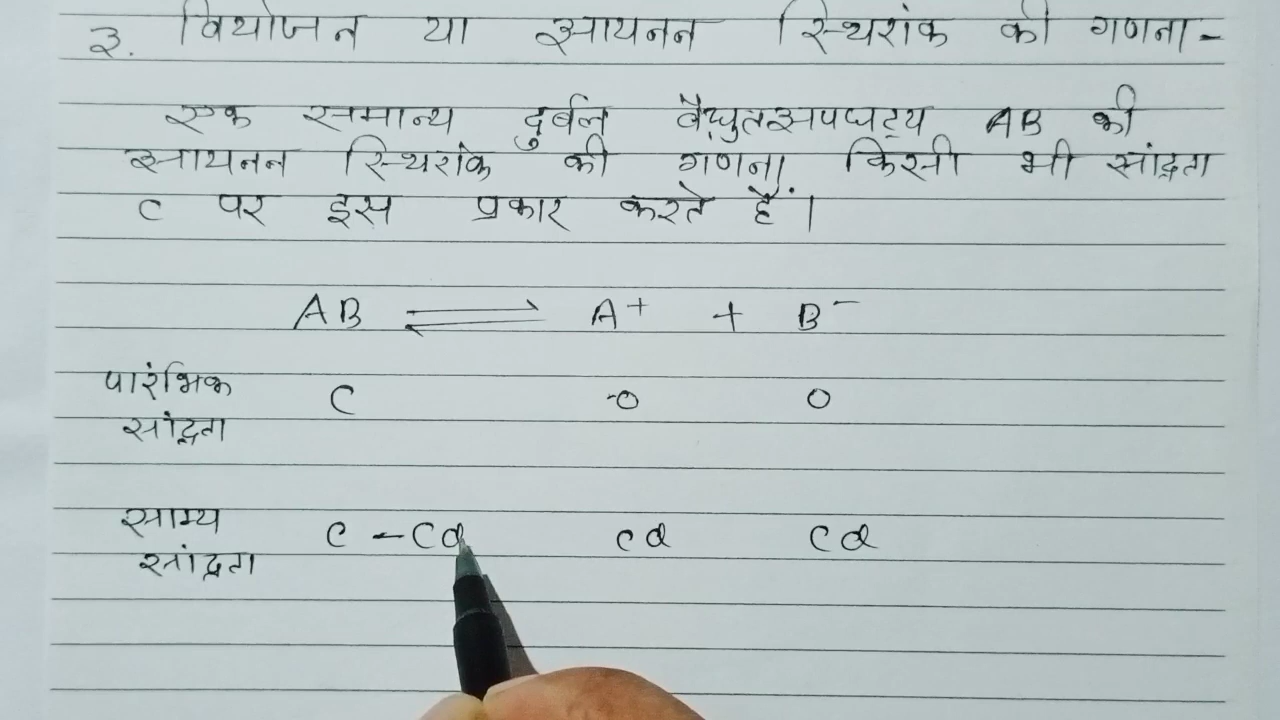 3. वियोजन या आयनन स्थिरांक की गणना -
एक समान्य दुर्बल वैद्युतअपघट्य AB की
आयनन स्थिरांक की गणना किसी भी सांद्रता
C पर इस प्रकार करते हैं।
AB ⇌ A⁺ + B⁻
पारंभिक C 0 0
सांद्रता
साम्य C - Cα Cα Cα
सांद्रता